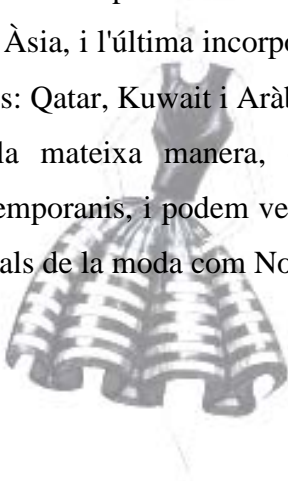 Àsia, i l'última incorpo
s: Qatar, Kuwait i Aràb
la mateixa manera,
emporanis, i podem ve
als de la moda com No